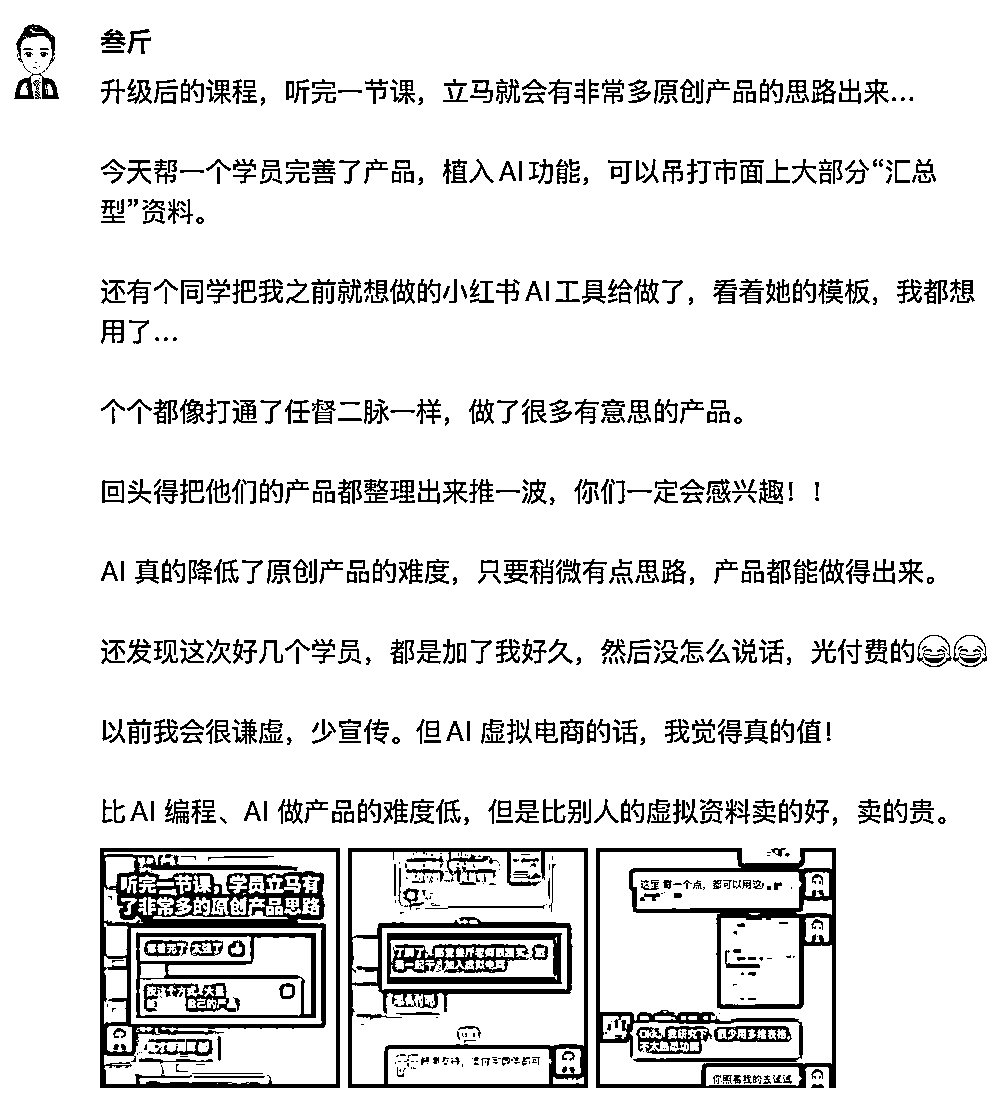 叁斤
升级后的课程，听完一节课，立马就会有非常多原创产品的思路出来...
今天帮一个学员完善了产品，植入AI功能，可以吊打市面上大部分“汇总
型”资料。
还有个同学把我之前就想做的小红书AI工具给做了，看着她的模板，我都想
用了...
个个都像打通了任督二脉一样，做了很多有意思的产品。
回头得把他们的产品都整理出来推一波，你们一定会感兴趣！！
AI 真的降低了原创产品的难度，只要稍微有点思路，产品都能做得出来。
还发现这次好几个学员，都是加了我好久，然后没怎么说话，光付费的😂😂
以前我会很谦虚，少宣传。但AI 虚拟电商的话，我觉得真的值！
比AI 编程、AI 做产品的难度低，但是比别人的虚拟资料卖的好，卖的贵。
听完一节课，学员立马有
了非常多的原创产品思路
这里 每一个点，都可以用这
你照着我的去试试